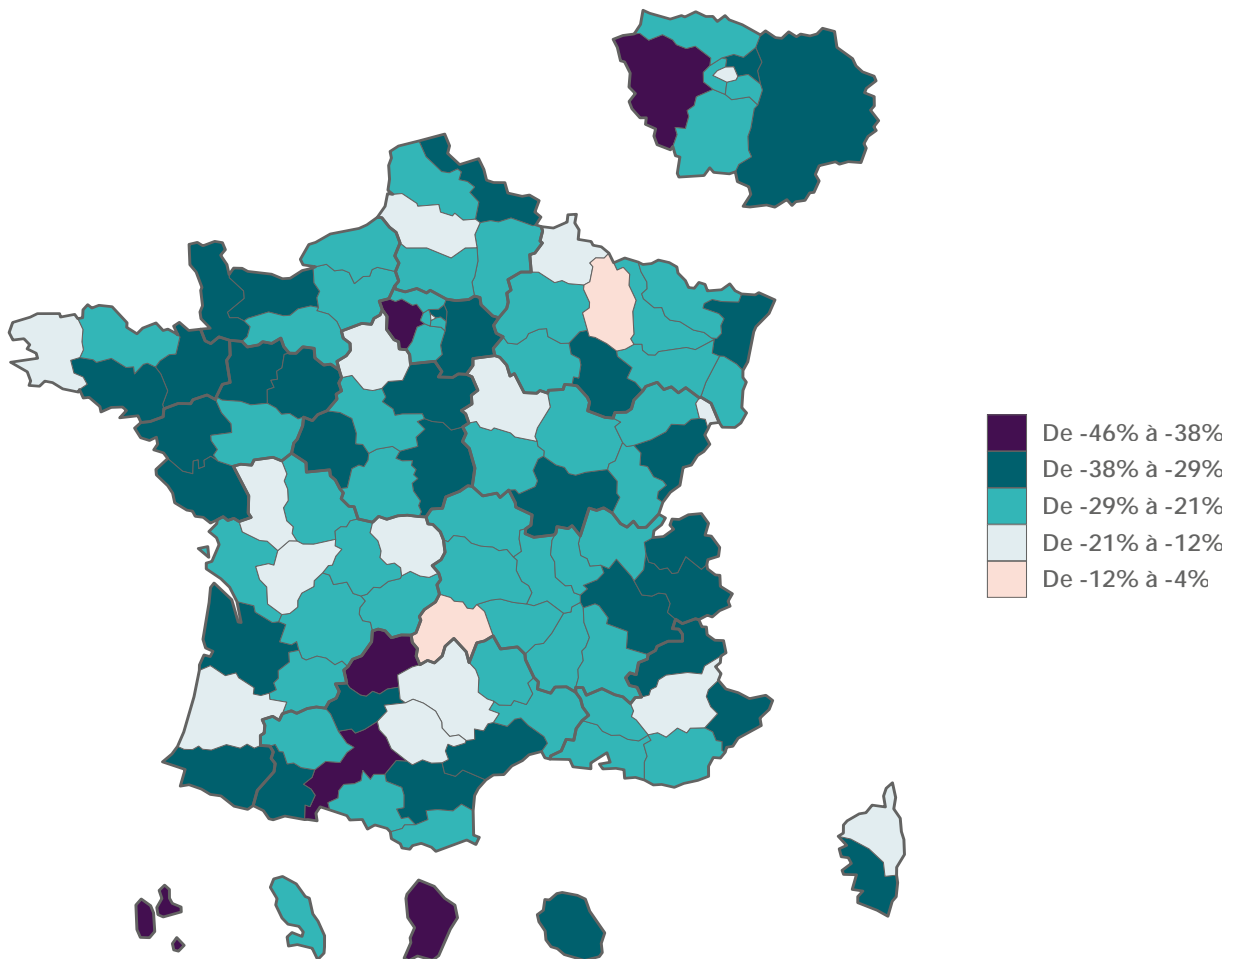 De -46% à -38%
De -38% à -29%
De -29% à -21%
De -21% à -12%
De -12% à -4%